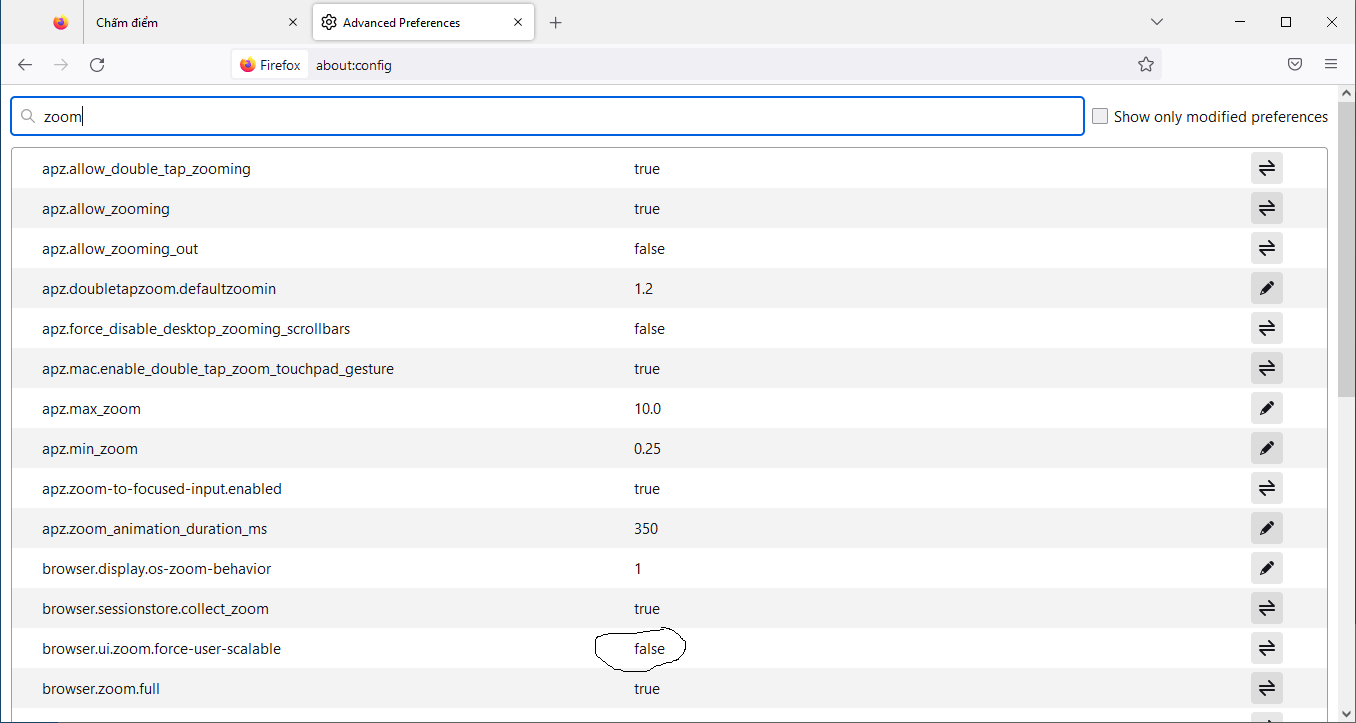 Chấm điểm
Advanced Preferences
Firefox about:config
zoom
Show only modified preferences
apz.allow_double_tap_zooming true
apz.allow_zooming true
apz.allow_zooming_out false
apz.doubletapzoom.defaultzoomin 1.2
apz.force_disable_desktop_zooming_scrollbars false
apz.mac.enable_double_tap_zoom_touchpad_gesture true
apz.max_zoom 10.0
apz.min_zoom 0.25
apz.zoom-to-focused-input.enabled true
apz.zoom_animation_duration_ms 350
browser.display.os-zoom-behavior 1
browser.sessionstore.collect_zoom true
browser.ui.zoom.force-user-scalable false
browser.zoom.full true